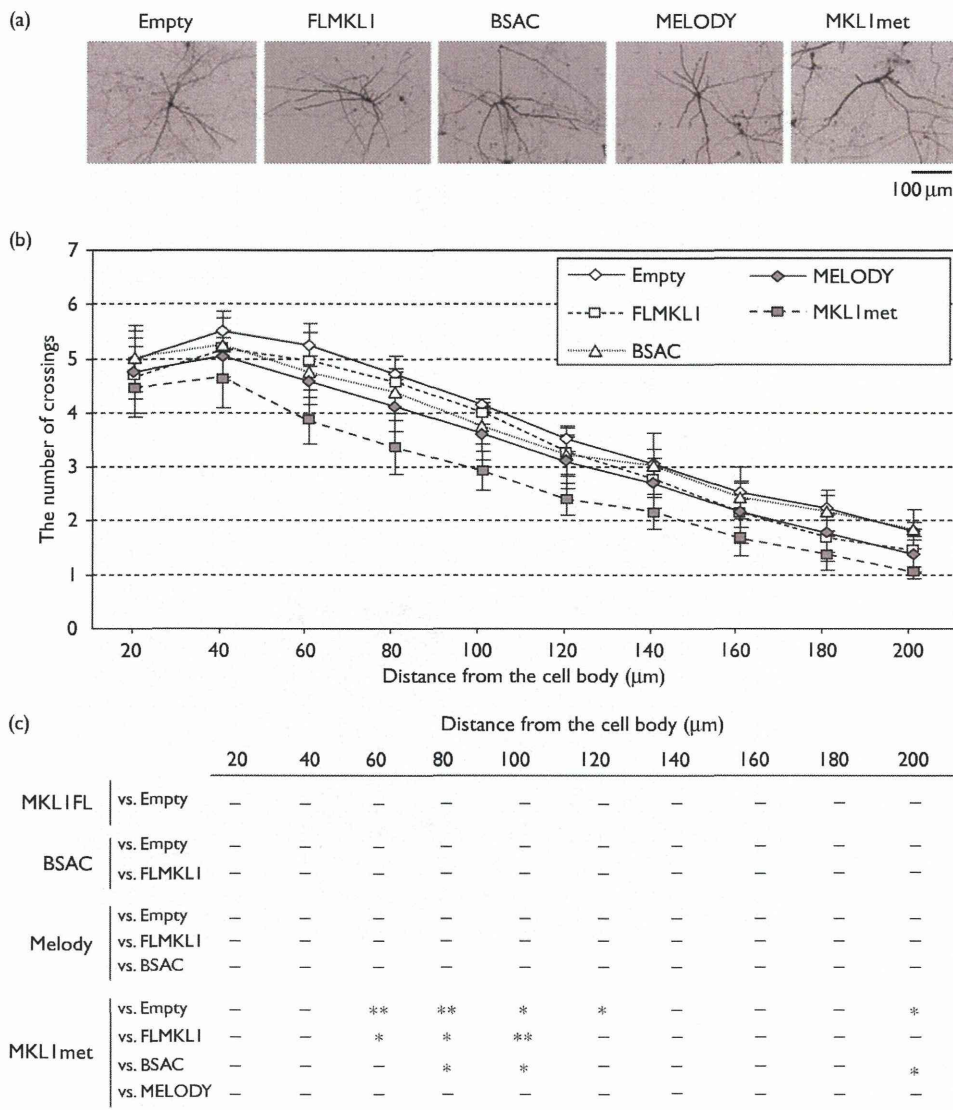 (a)
Empty FLMKL1 BSAC MELODY MKL1met
100 μm
(b)
7
6
5
4
3
2
1
0
The number of crossings
Empty MELODY
FLMKL1 MKL1met
BSAC
20 40 60 80 100 120 140 160 180 200
Distance from the cell body (μm)
(c)
Distance from the cell body (μm)
20 40 60 80 100 120 140 160 180 200
MKL1FL vs. Empty – – – – – – – – – –
BSAC
vs. Empty – – – – – – – – – –
vs. FLMKL1 – – – – – – – – – –
Melody
vs. Empty – – – – – – – – – –
vs. FLMKL1 – – – – – – – – – –
vs. BSAC – – – – – – – – – –
MKL1met
vs. Empty – – ** ** * * – – – *
vs. FLMKL1 – – * * ** – – – – –
vs. BSAC – – – * * – – – – *
vs. MELODY – – – – – – – – – –